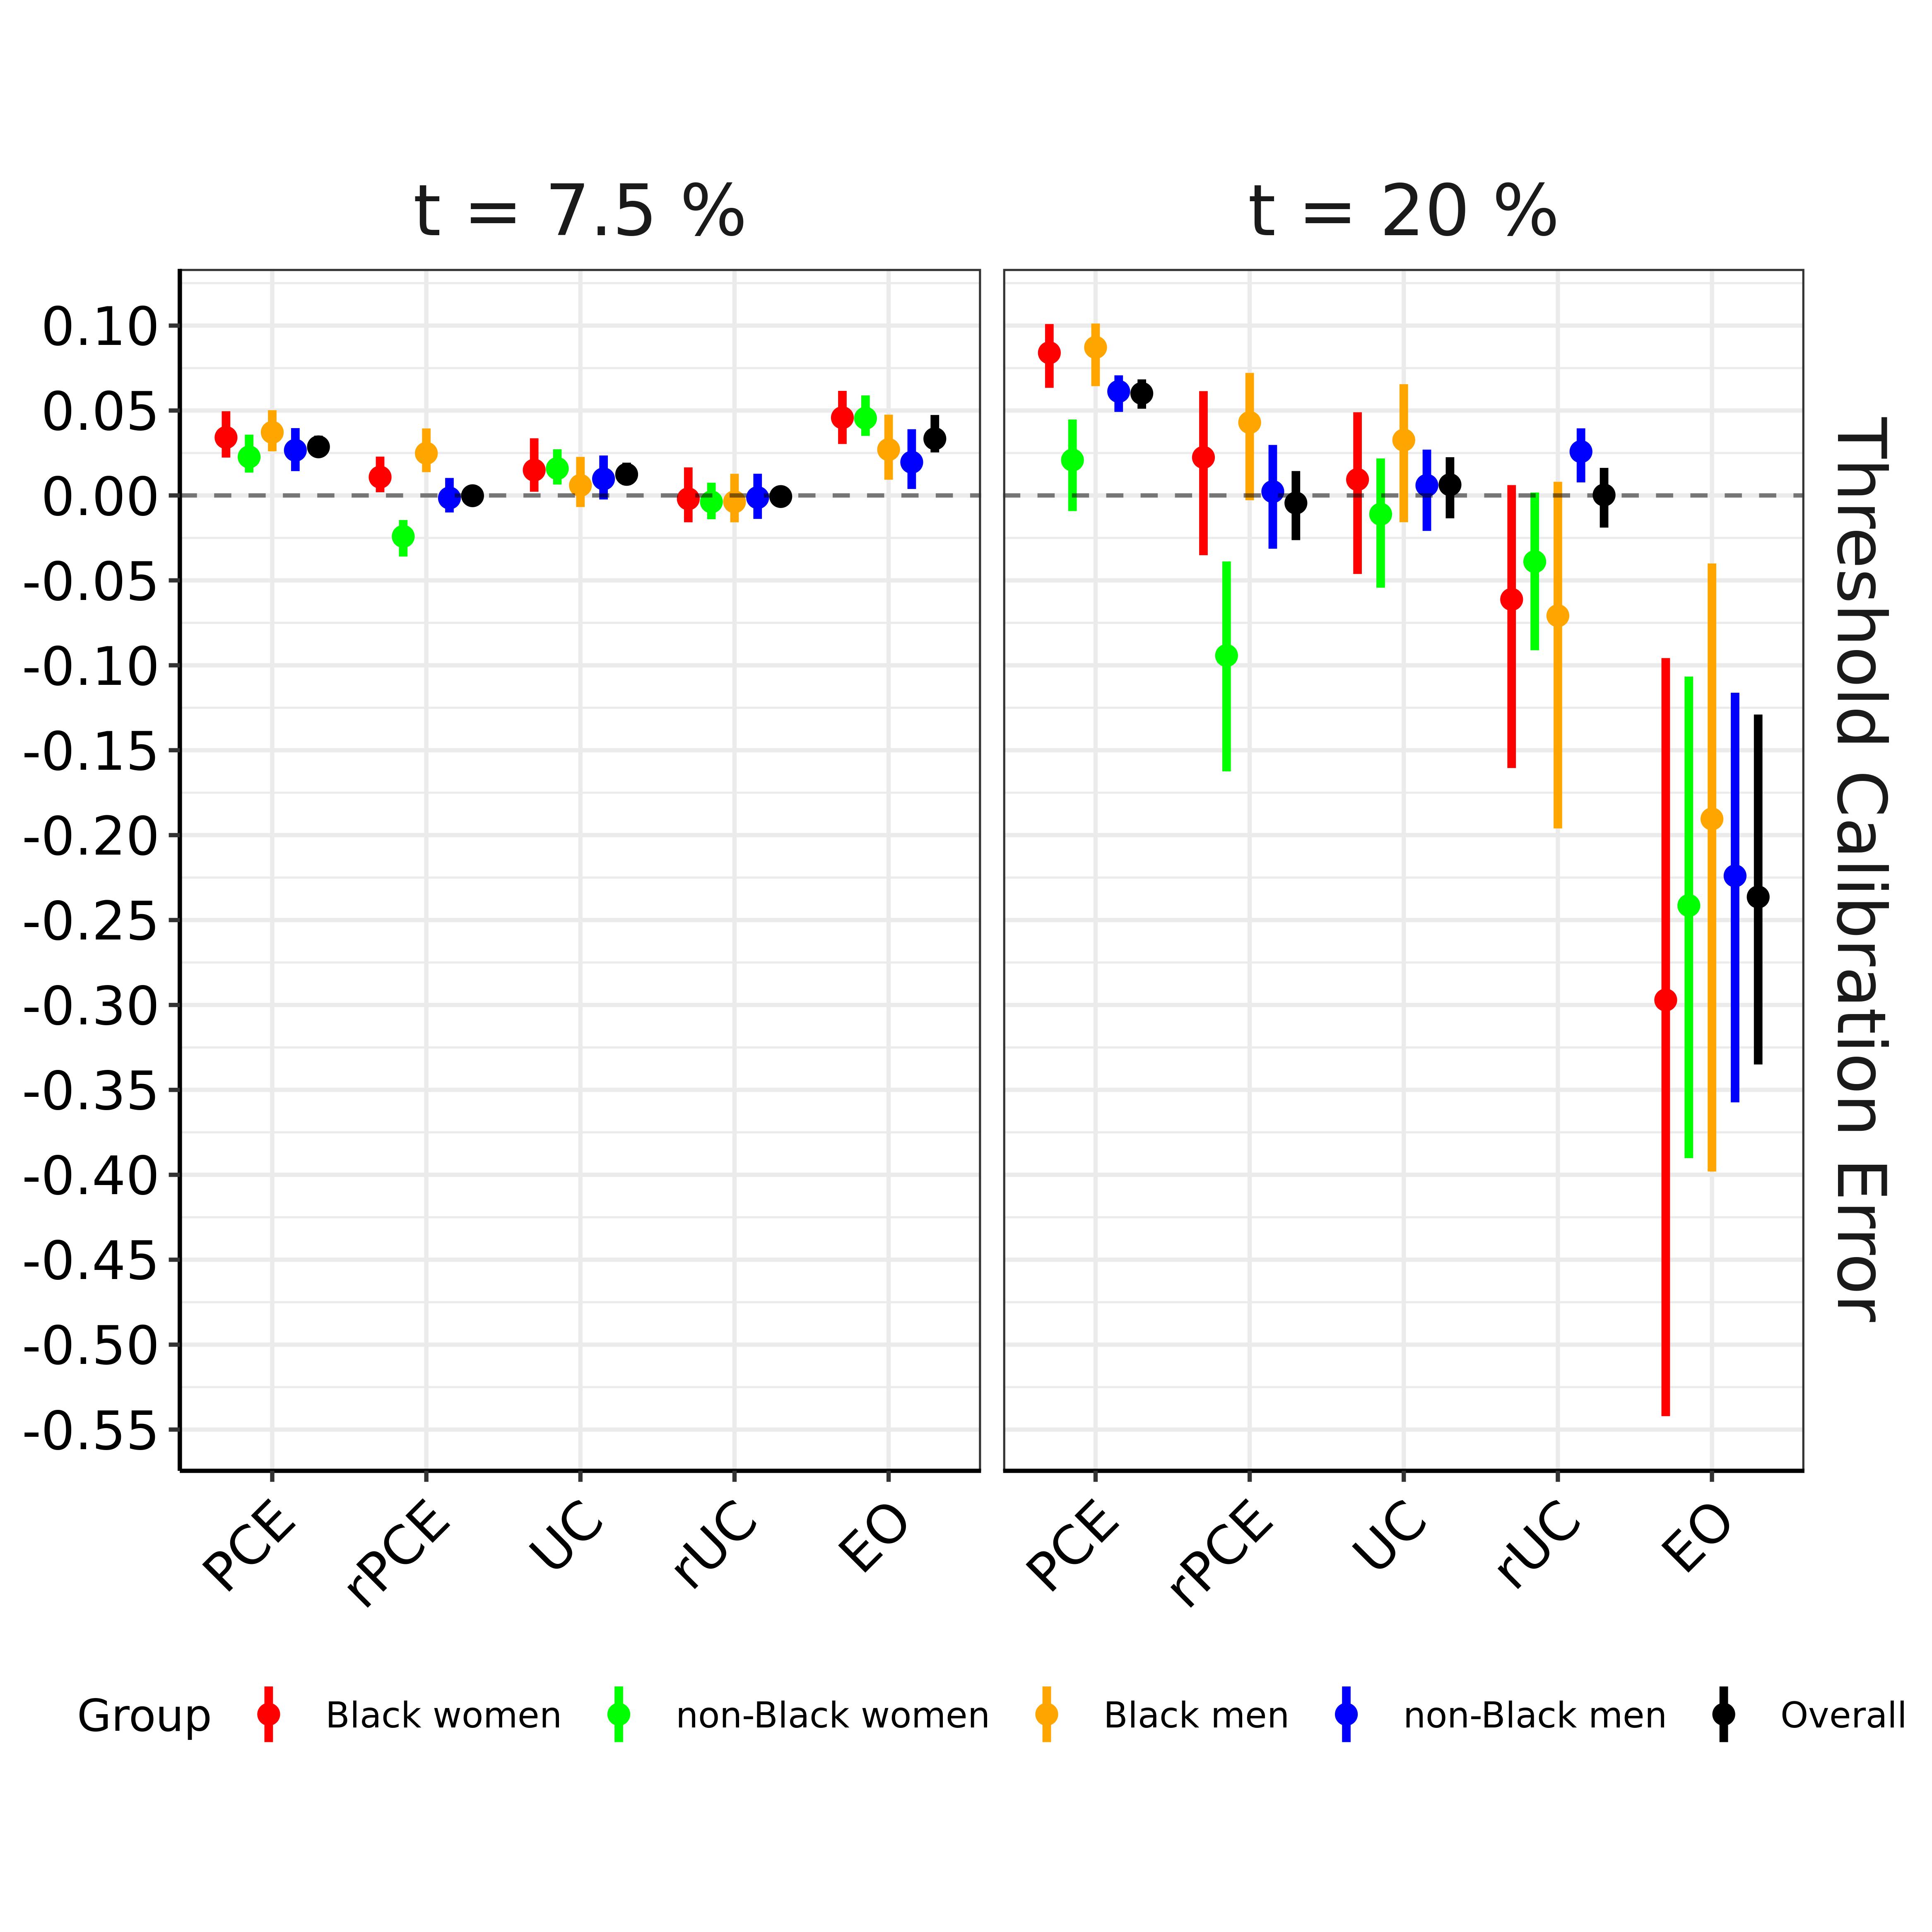 t = 7.5 %
t = 20 %
0.10
0.05
0.00
-0.05
-0.10
-0.15
-0.20
-0.25
-0.30
-0.35
-0.40
-0.45
-0.50
-0.55
Threshold Calibration Error
PCE rPCE UC rUC EO
PCE rPCE UC rUC EO
Group Black women non-Black women Black men non-Black men Overall